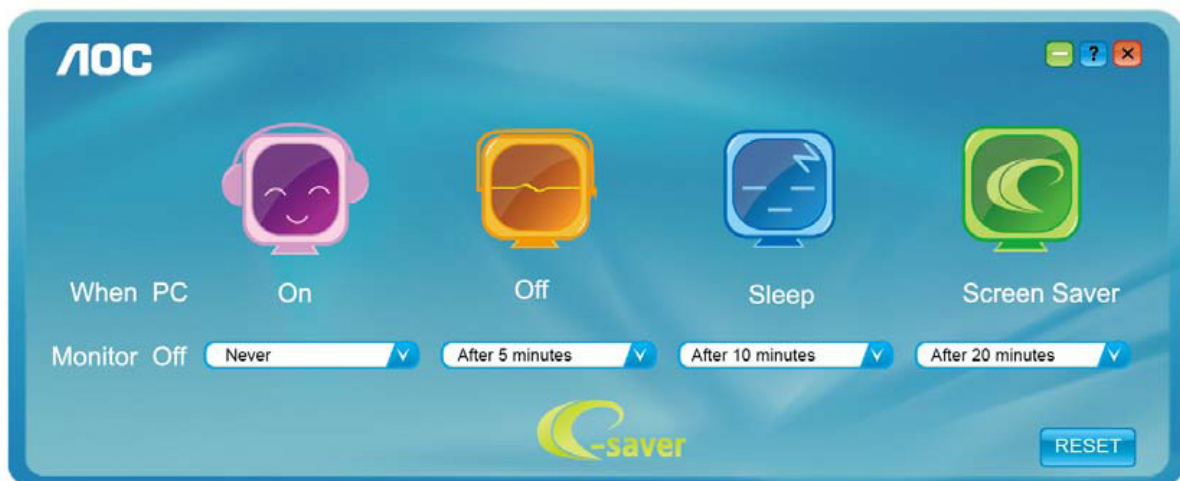 AOC
?
When PC On Off Sleep Screen Saver
Monitor Off Never After 5 minutes After 10 minutes After 20 minutes
e-saver
RESET